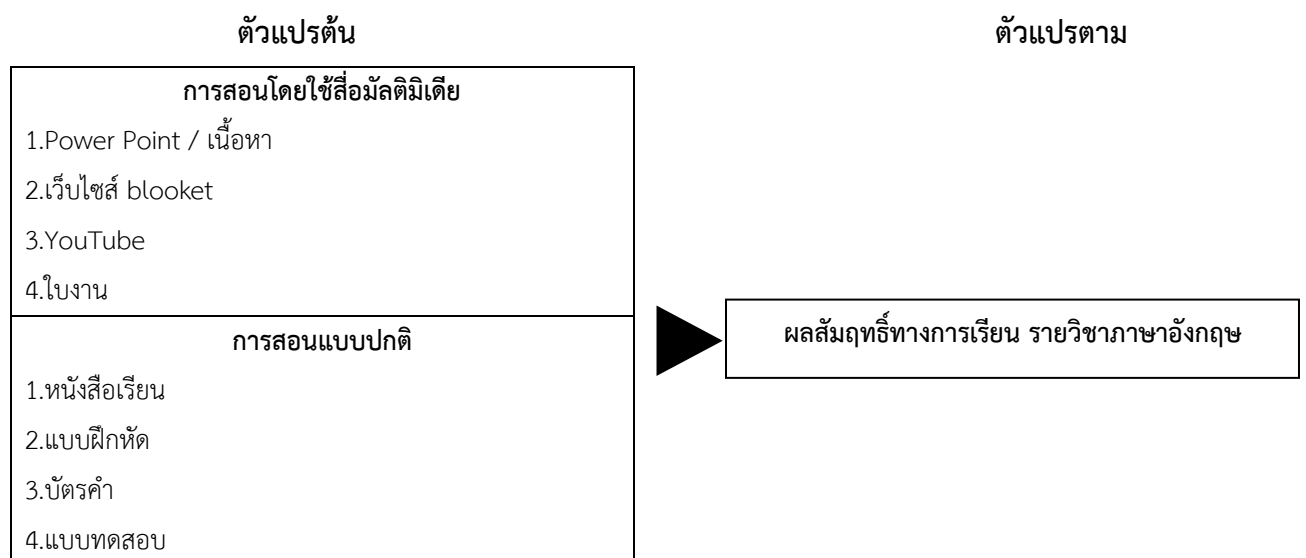 ตัวแปรต้น
ตัวแปรตาม
การสอนโดยใช้สื่อมัลติมิเดีย
1.Power Point / เนื้อหา
2.เว็บไซส์ blooket
3.YouTube
4.ใบงาน
การสอนแบบปกติ
1.หนังสือเรียน
2.แบบฝึกหัด
3.บัตรคำ
4.แบบทดสอบ
ผลสัมฤทธิ์ทางการเรียน รายวิชาภาษาอังกฤษ